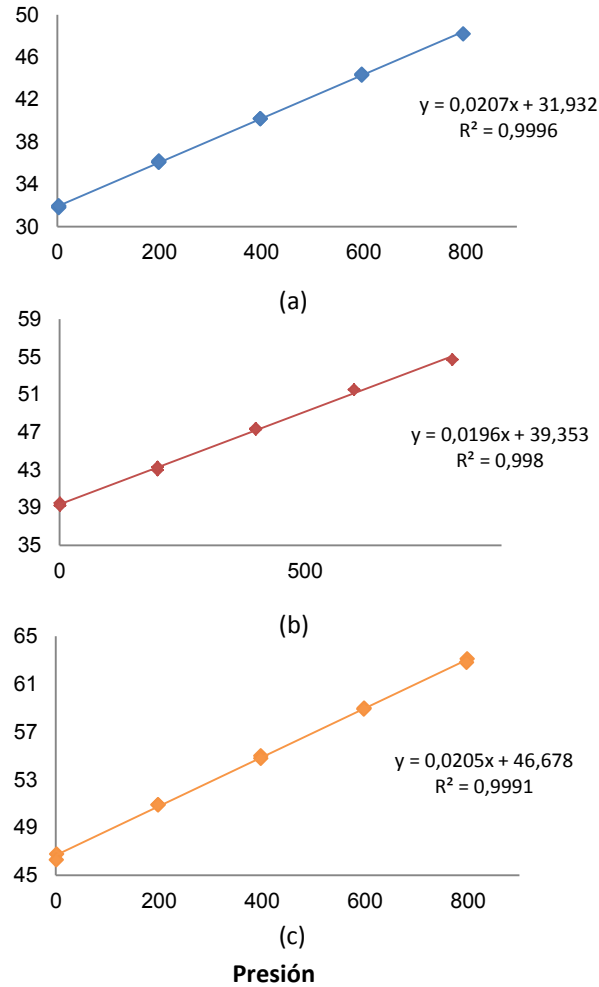 50
46
42
38
34
30
0 200 400 600 800
y = 0,0207x + 31,932
R² = 0,9996
(a)
59
55
51
47
43
39
35
0 500
y = 0,0196x + 39,353
R² = 0,998
(b)
65
61
57
53
49
45
0 200 400 600 800
y = 0,0205x + 46,678
R² = 0,9991
(c)
Presión